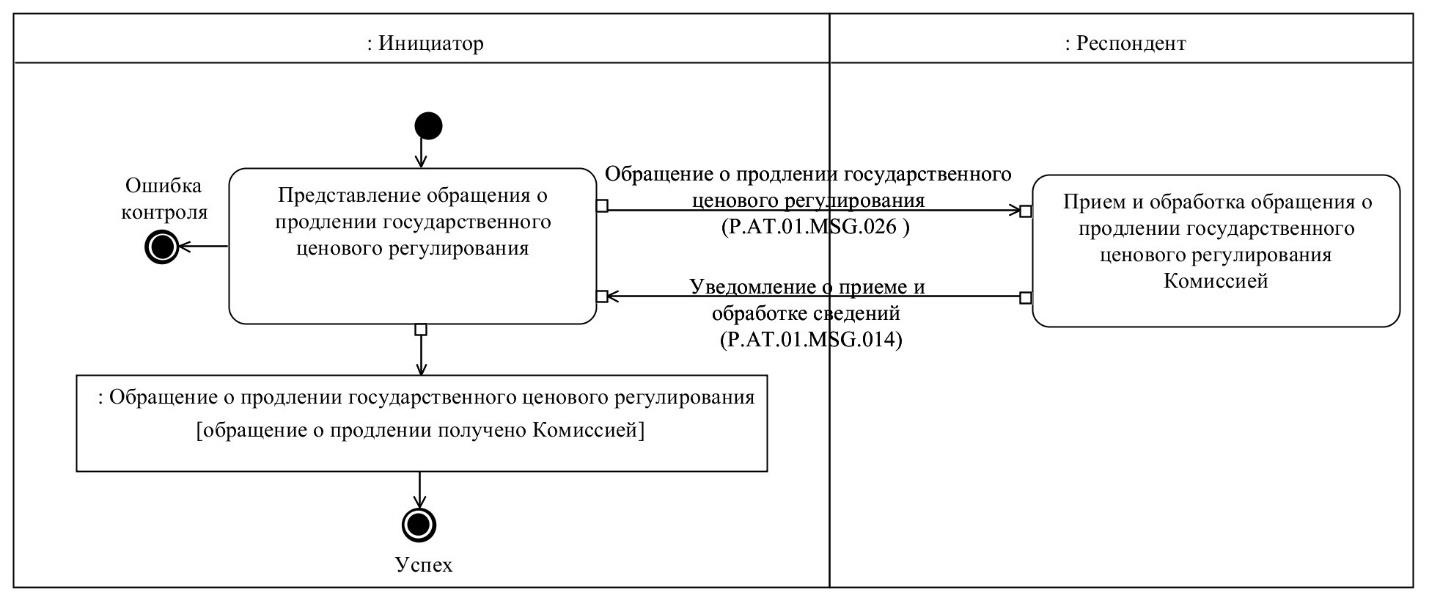 : Инициатор
: Респондент
Ошибка
контроля
Представление обращения о
продлении государственного
ценового регулирования
Обращение о продлении государственного
ценового регулирования
(P.AT.01.MSG.026 )
Прием и обработка обращения о
продлении государственного
ценового регулирования
Комиссией
Уведомление о приеме и
обработке сведений
(P.AT.01.MSG.014)
: Обращение о продлении государственного ценового регулирования
[обращение о продлении получено Комиссией]
Успех